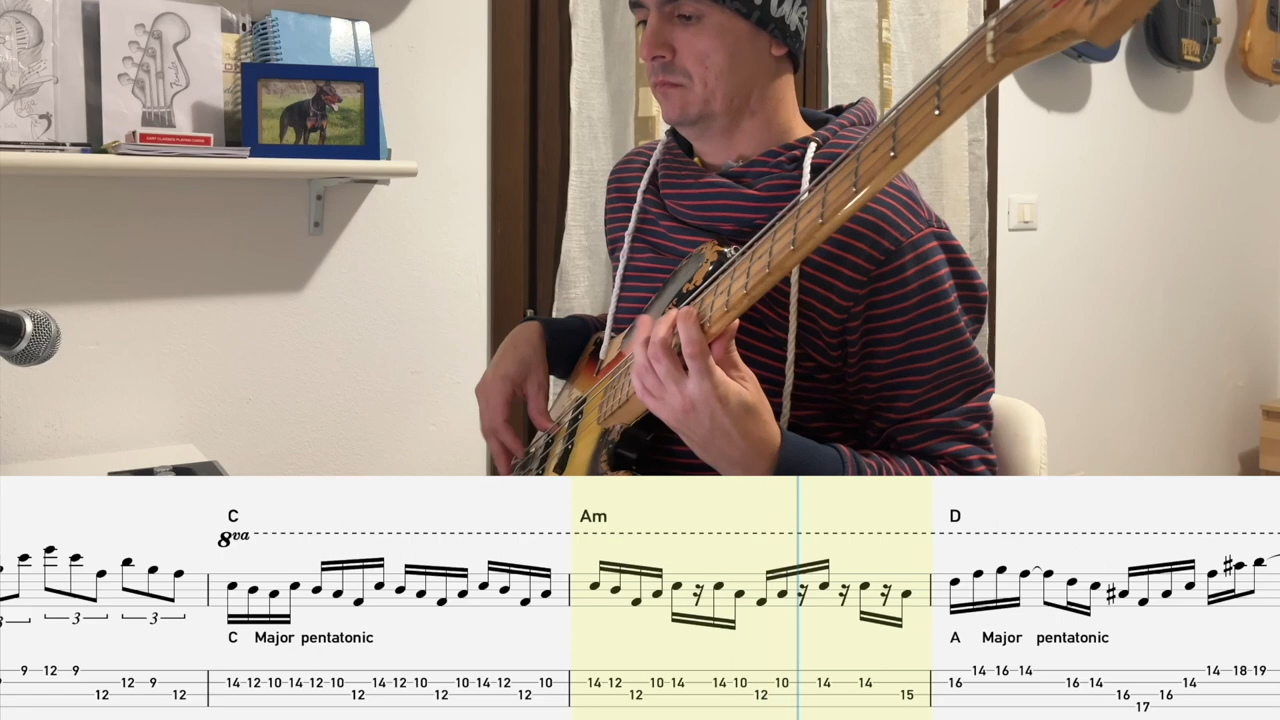 Fender
C
Am
D
8va
C Major pentatonic
A Major pentatonic
3
3
3
9 12 9 12 12 9 12
14 12 10 14 12 10 12 14 12 10 12 10 14 12 12 10
14 12 12 10 14 14 10 12 10 14 14 15
16 14 16 14 16 14 16 17 16 14 14 18 19